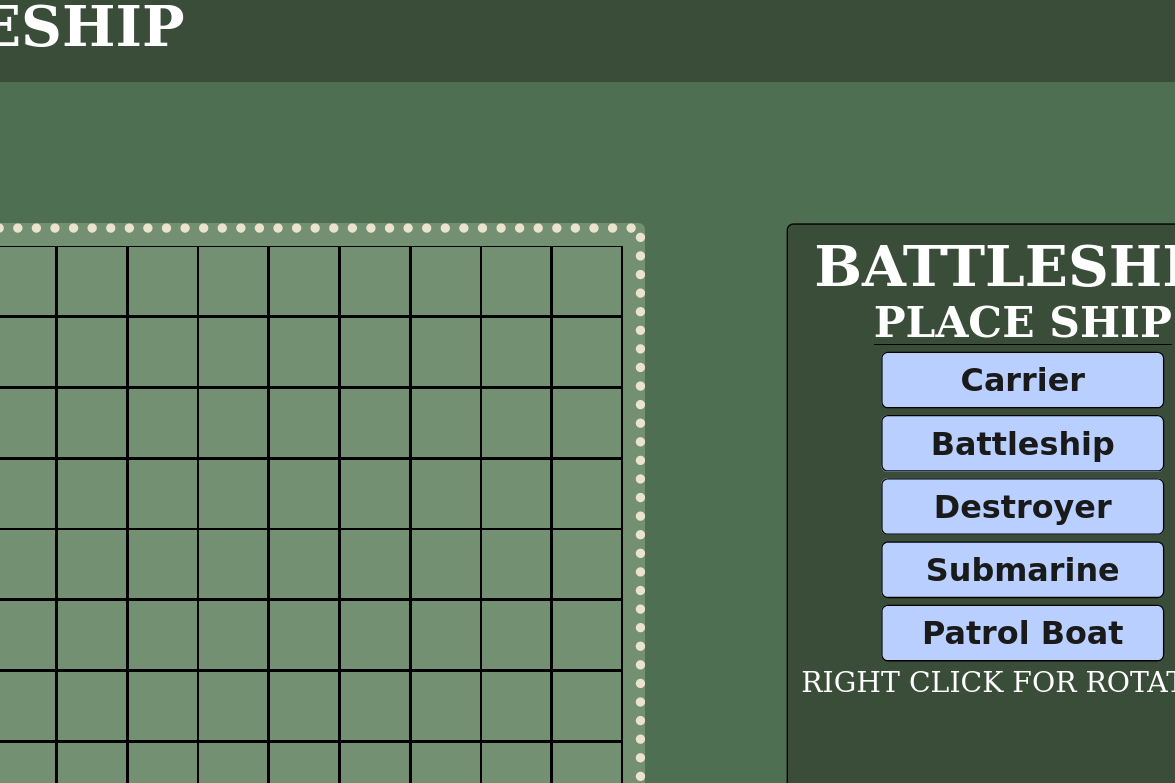 ESHIP
BATTLESHI
PLACE SHIP
Carrier
Battleship
Destroyer
Submarine
Patrol Boat
RIGHT CLICK FOR ROTAT